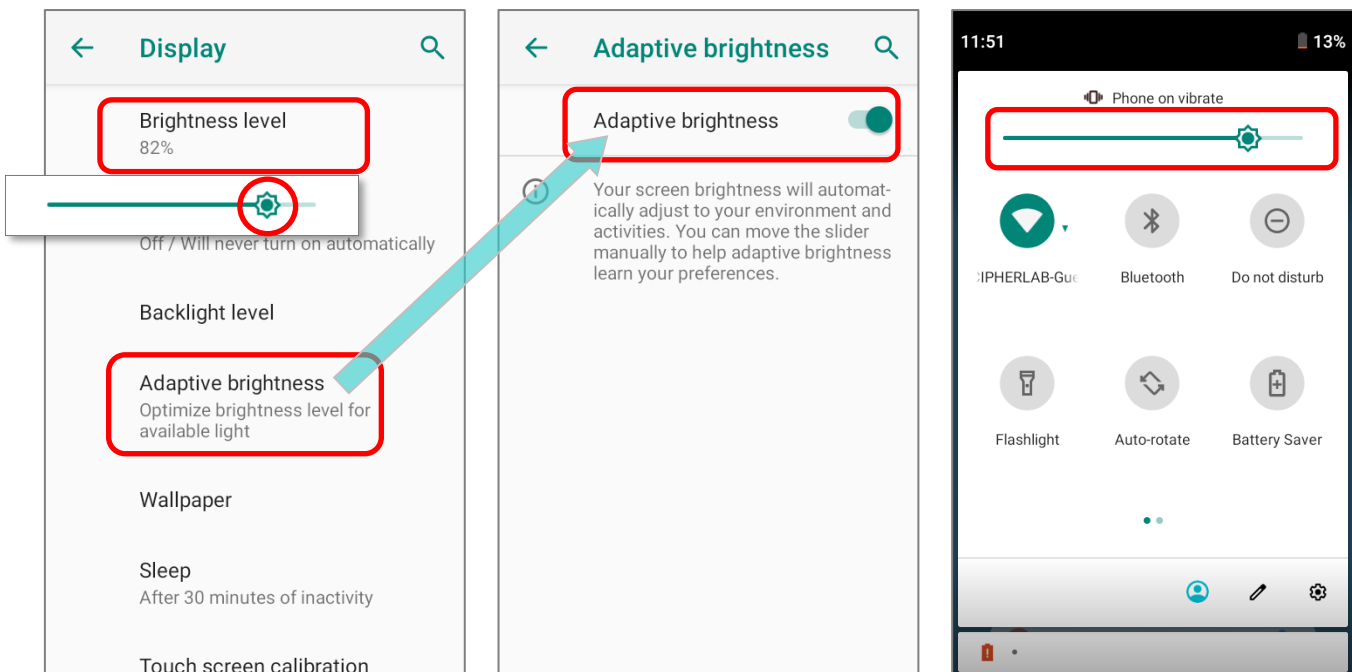 Display
Brightness level
82%
Off / Will never turn on automatically
Backlight level
Adaptive brightness
Optimize brightness level for
available light
Wallpaper
Sleep
After 30 minutes of inactivity
Touch screen calibration
Adaptive brightness
Adaptive brightness
Your screen brightness will automat-
ically adjust to your environment and
activities. You can move the slider
manually to help adaptive brightness
learn your preferences.
11:51
13%
Phone on vibrate
IPHERLAB-Gue
Bluetooth
Do not disturb
Flashlight
Auto-rotate
Battery Saver